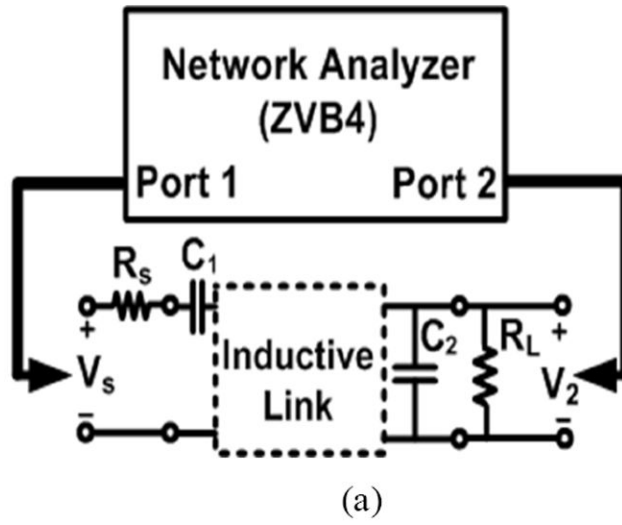 Network Analyzer
(ZVB4)
Port 1 Port 2
Rs C1
+ Vs −
Inductive
Link
C2 RL
+ V2 −
(a)